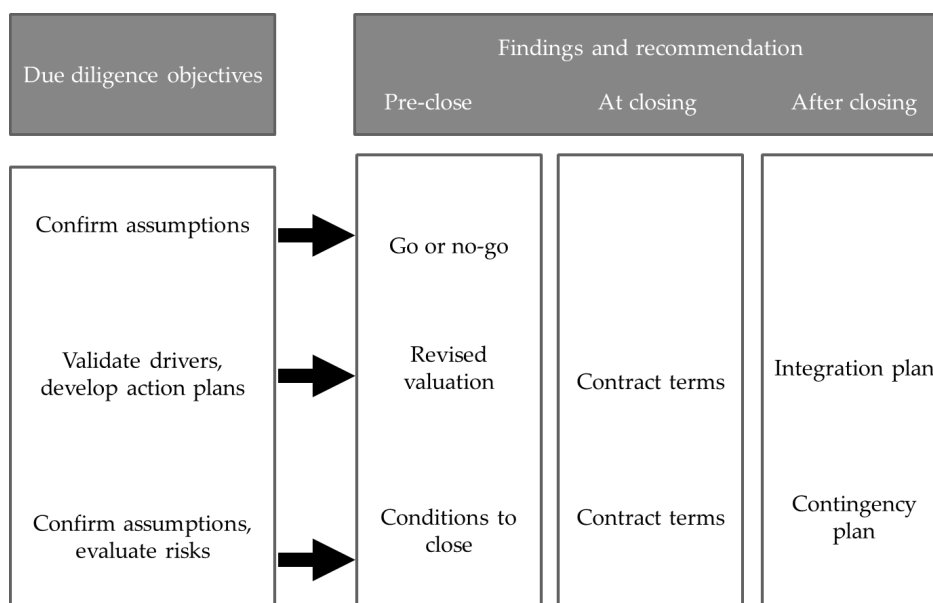 Due diligence objectives
Findings and recommendation
Pre-close
At closing
After closing
Confirm assumptions
Go or no-go
Validate drivers,
develop action plans
Revised
valuation
Contract terms
Integration plan
Confirm assumptions,
evaluate risks
Conditions to
close
Contract terms
Contingency
plan